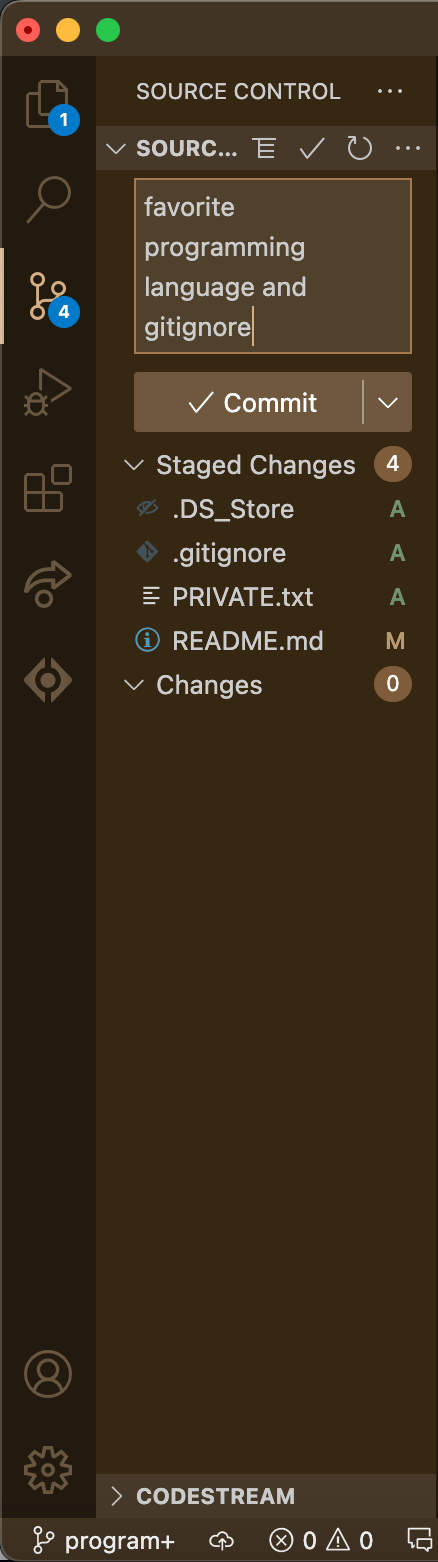 SOURCE CONTROL ...
SOURC... ...
1
favorite
programming
language and
gitignore
4
Commit
Staged Changes 4
.DS_Store A
.gitignore A
PRIVATE.txt A
README.md M
Changes 0
CODESTREAM
program+ 0 0